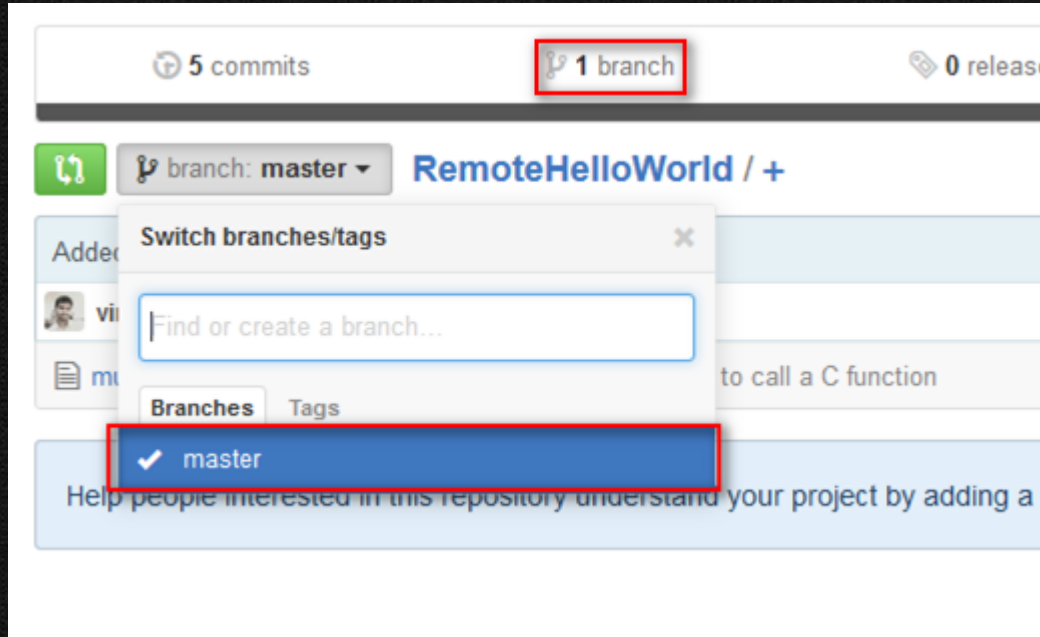 5 commits
1 branch
0 releas
branch: master
RemoteHelloWorld / +
Switch branches/tags
Added
Find or create a branch...
to call a C function
Branches Tags
master
Help people interested in this repository understand your project by adding a